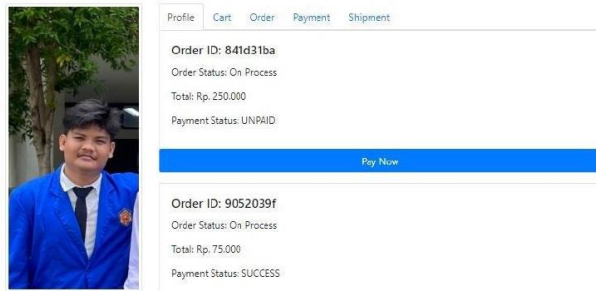 Profile Cart Order Payment Shipment
Order ID: 841d31ba
Order Status: On Process
Total: Rp. 250.000
Payment Status: UNPAID
Pay Now
Order ID: 9052039f
Order Status: On Process
Total: Rp. 75.000
Payment Status: SUCCESS